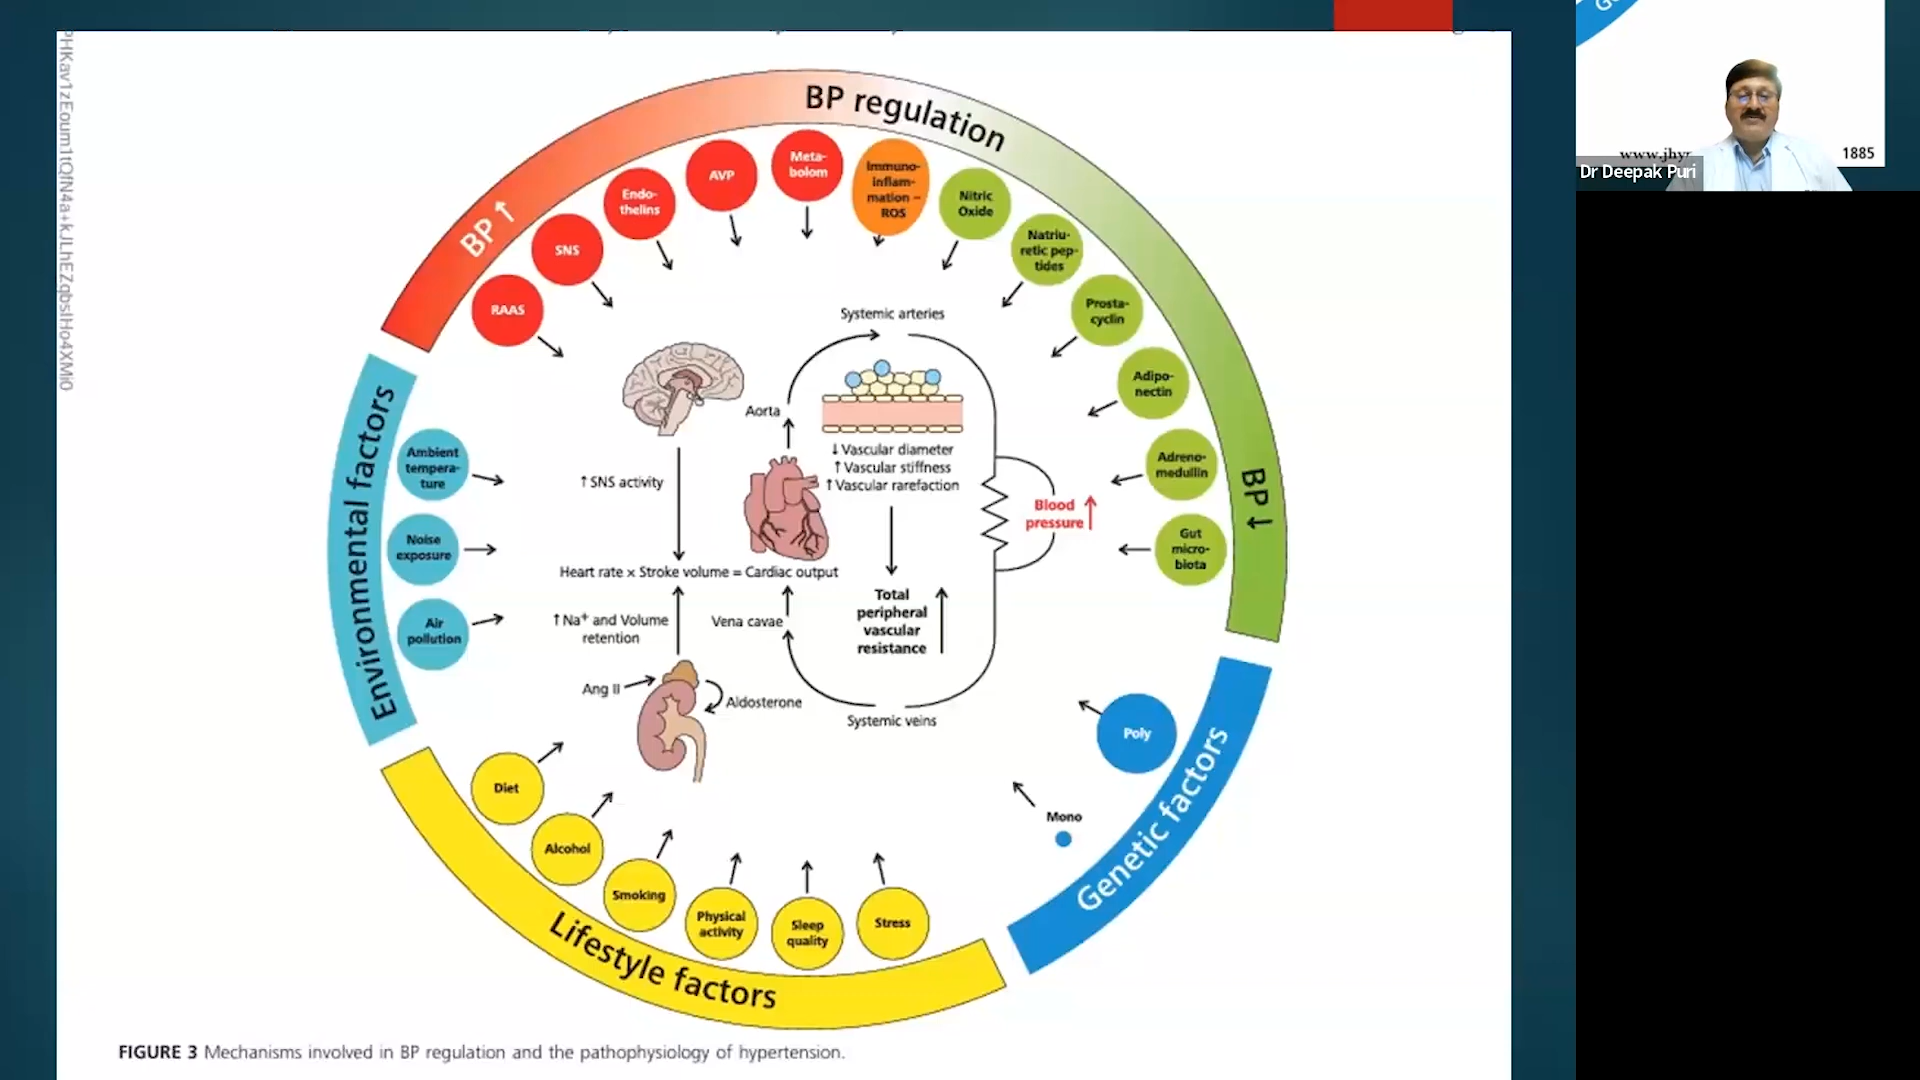 BP regulation
BP ↑
RAAS
SNS
Endo-
thelins
AVP
Meta-
bolom
Immuno-
inflam-
mation –
ROS
Nitric
Oxide
Natriu-
retic pep-
tides
Prosta-
cyclin
Adipo-
nectin
Adreno-
medullin
Gut
micro-
biota
BP ↓
Environmental factors
Ambient
tempera-
ture
Noise
exposure
Air
pollution
Systemic arteries
Aorta
↑ SNS activity
↓ Vascular diameter
↑ Vascular stiffness
↑ Vascular rarefaction
Blood
pressure ↑
Heart rate × Stroke volume = Cardiac output
↑ Na⁺ and Volume
retention
Vena cavae
Total
peripheral
vascular
resistance
Ang II
Aldosterone
Systemic veins
Poly
Mono
Genetic factors
Diet
Alcohol
Smoking
Physical
activity
Sleep
quality
Stress
Lifestyle factors
FIGURE 3 Mechanisms involved in BP regulation and the pathophysiology of hypertension.
1885
Dr Deepak Puri